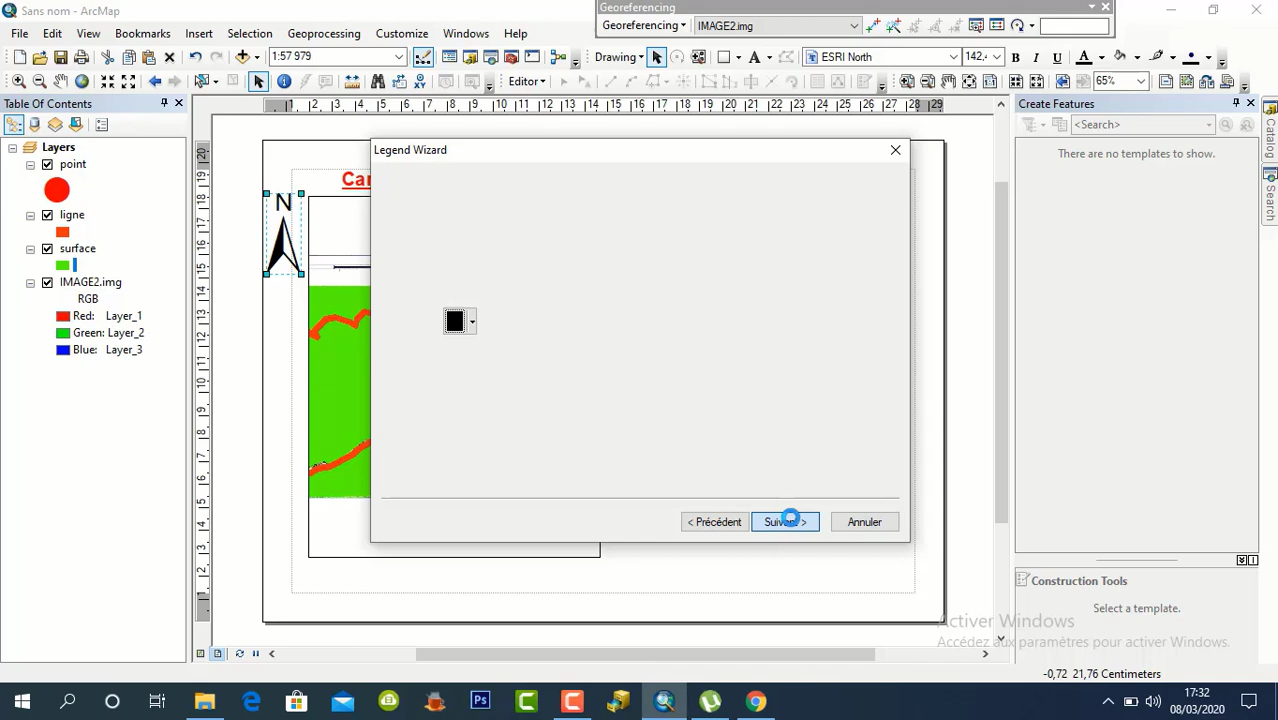 Sans nom - ArcMap
Georeferencing
Georeferencing
IMAGE2.img
File Edit View Bookmarks Insert Selection Geoprocessing Customize Windows Help
1:57 979
Drawing
A
ESRI North
142.4
B I U A
Editor
65%
Table Of Contents
Create Features
<Search>
There are no templates to show.
Layers
point
ligne
surface
IMAGE2.img
RGB
Red: Layer_1
Green: Layer_2
Blue: Layer_3
N
Legend Wizard
< Précédent
Annuler
Catalog
Search
Construction Tools
Select a template.
Activer Windows
Accédez aux paramètres pour activer Windows.
-0,72 21,76 Centimeters
Ps
C
17:32
08/03/2020